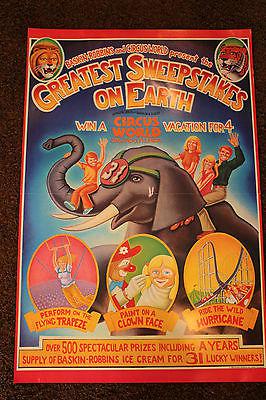 BASKIN-ROBBINS and CIRCUS WORLD present the
GREATEST SWEEPSTAKES
ON EARTH
WIN A
CIRCUS
WORLD
VACATION FOR 4
31
PERFORM ON THE
FLYING TRAPEZE
PAINT ON A
CLOWN FACE
RIDE THE WILD
HURRICANE
OVER 500 SPECTACULAR PRIZES INCLUDING A YEARS
SUPPLY OF BASKIN-ROBBINS ICE CREAM FOR 31 LUCKY WINNERS!